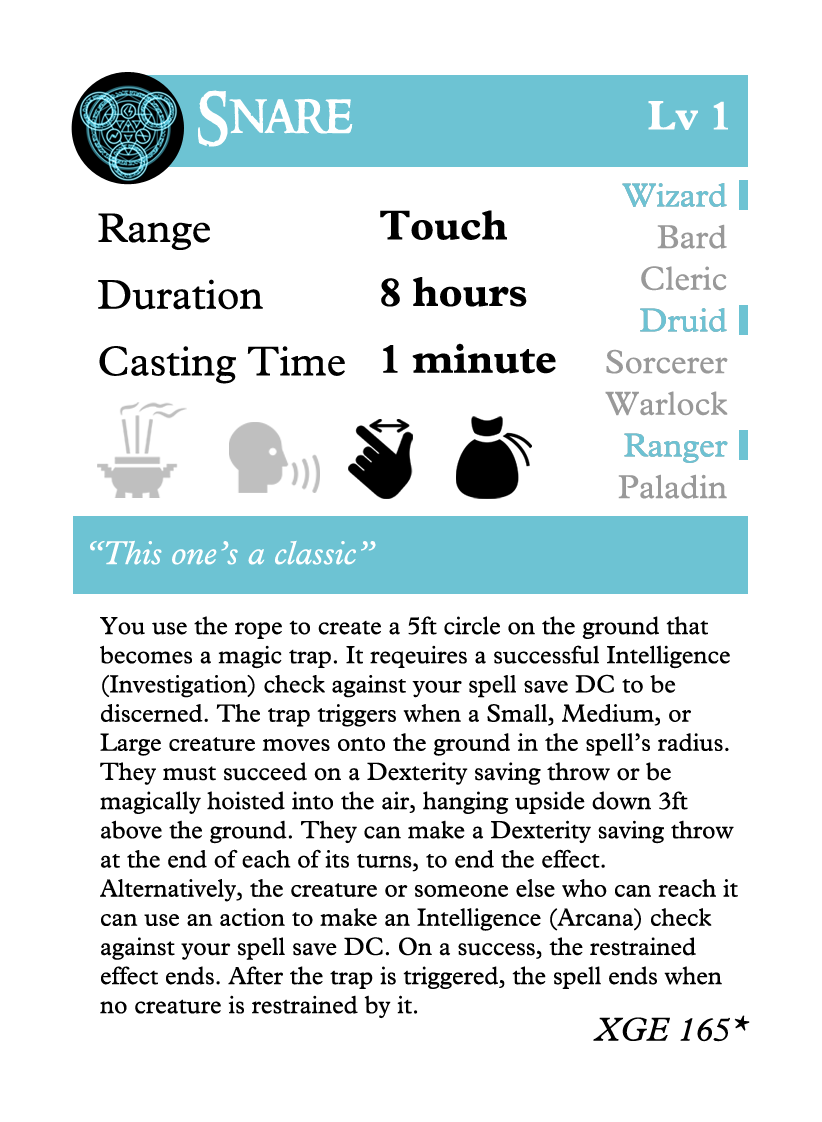 Snare
Lv 1
Range Touch
Duration 8 hours
Casting Time 1 minute
Wizard
Bard
Cleric
Druid
Sorcerer
Warlock
Ranger
Paladin
“This one’s a classic”
You use the rope to create a 5ft circle on the ground that
becomes a magic trap. It reqeuires a successful Intelligence
(Investigation) check against your spell save DC to be
discerned. The trap triggers when a Small, Medium, or
Large creature moves onto the ground in the spell’s radius.
They must succeed on a Dexterity saving throw or be
magically hoisted into the air, hanging upside down 3ft
above the ground. They can make a Dexterity saving throw
at the end of each of its turns, to end the effect.
Alternatively, the creature or someone else who can reach it
can use an action to make an Intelligence (Arcana) check
against your spell save DC. On a success, the restrained
effect ends. After the trap is triggered, the spell ends when
no creature is restrained by it.
XGE 165*